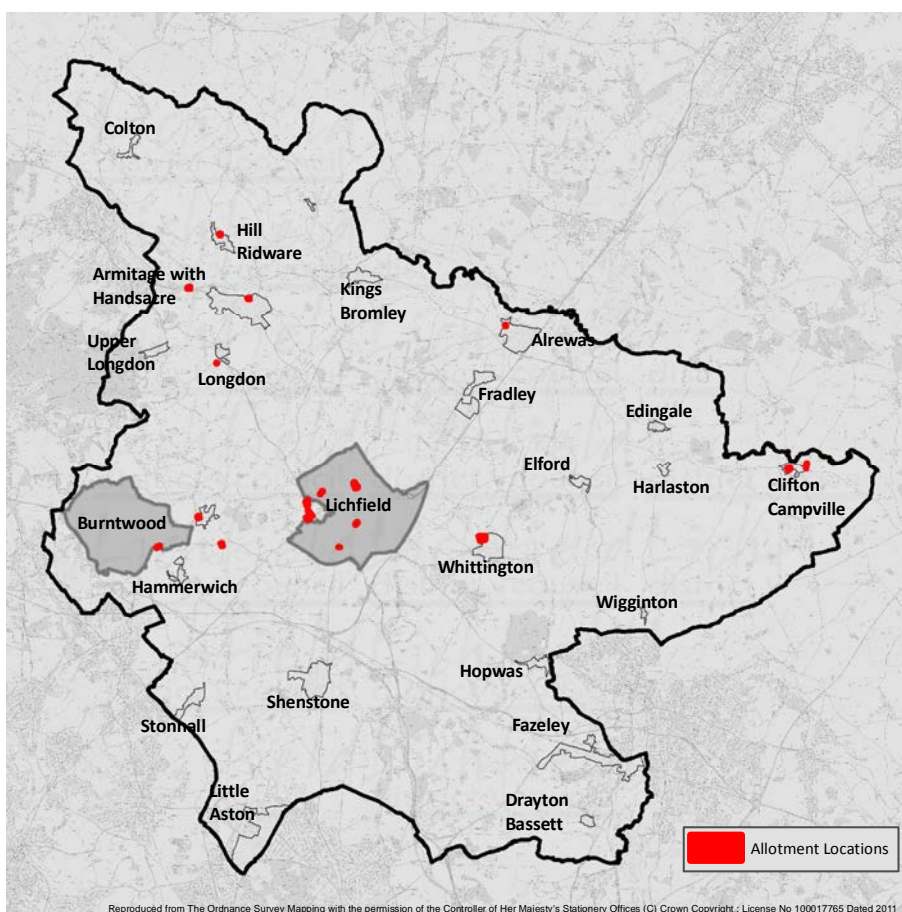 Colton
Hill
Ridware
Armitage with
Handsacre
Kings
Bromley
Alrewas
Upper
Longdon
Longdon
Fradley
Edingale
Elford
Harlaston
Clifton
Campville
Lichfield
Burntwood
Whittington
Hammerwich
Wigginton
Hopwas
Shenstone
Stonnall
Fazeley
Little
Aston
Drayton
Bassett
Allotment Locations
Reproduced from The Ordnance Survey Mapping with the permission of the Controller of Her Majesty's Stationery Offices (C) Crown Copyright : License No 100017765 Dated 2011